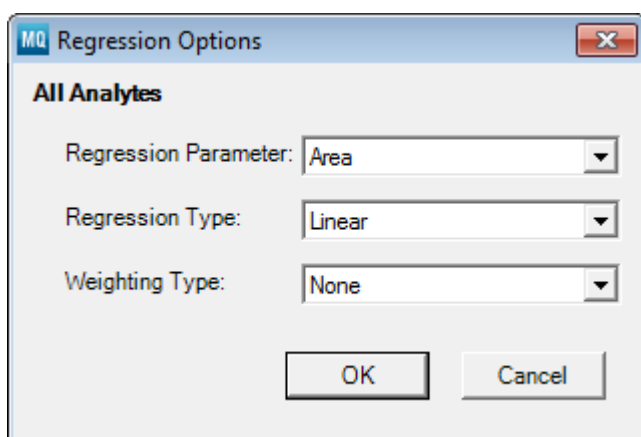 MQ Regression Options
All Analytes
Regression Parameter: Area
Regression Type: Linear
Weighting Type: None
OK Cancel